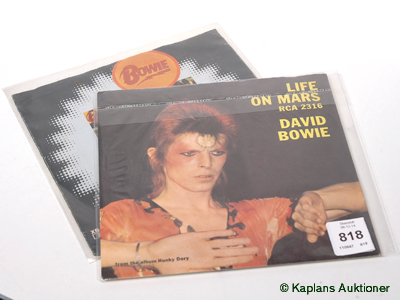 BOWIE
LIFE
ON MARS
RCA 2316
DAVID
BOWIE
818
from the album Hunky Dory
© Kaplans Auktioner